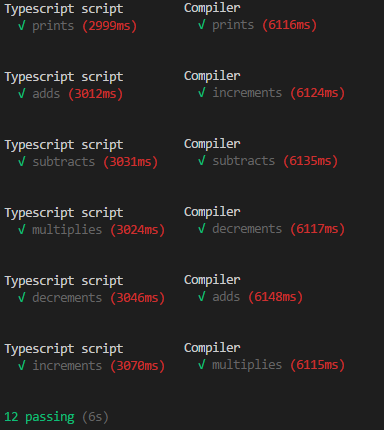 Typescript script
√ prints (2999ms)
Typescript script
√ adds (3012ms)
Typescript script
√ subtracts (3031ms)
Typescript script
√ multiplies (3024ms)
Typescript script
√ decrements (3046ms)
Typescript script
√ increments (3070ms)
12 passing (6s)
Compiler
√ prints (6116ms)
Compiler
√ increments (6124ms)
Compiler
√ subtracts (6135ms)
Compiler
√ decrements (6117ms)
Compiler
√ adds (6148ms)
Compiler
√ multiplies (6115ms)